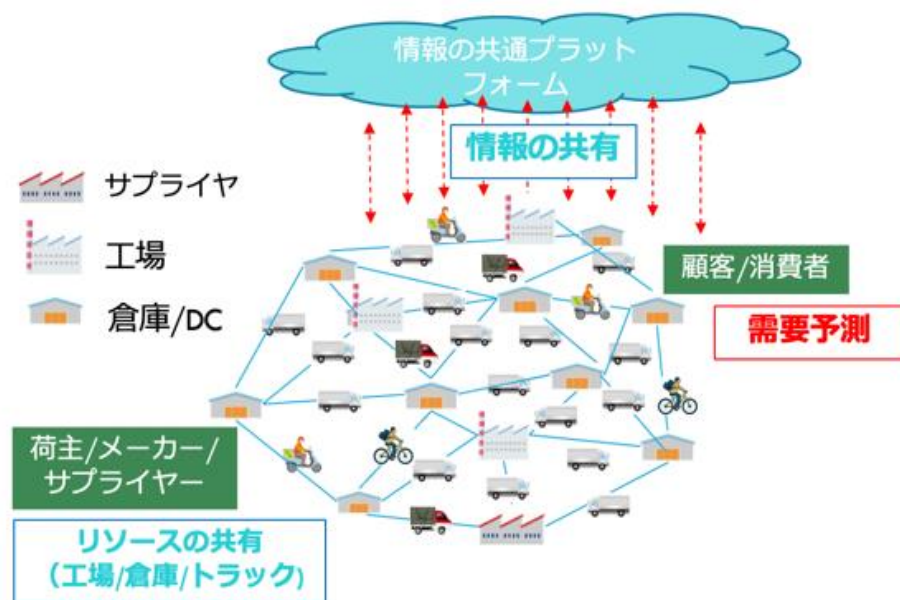 情報の共通プラット
フォーム
情報の共有
サプライヤ
工場
倉庫/DC
顧客/消費者
需要予測
荷主/メーカー/
サプライヤー
リソースの共有
（工場/倉庫/トラック)